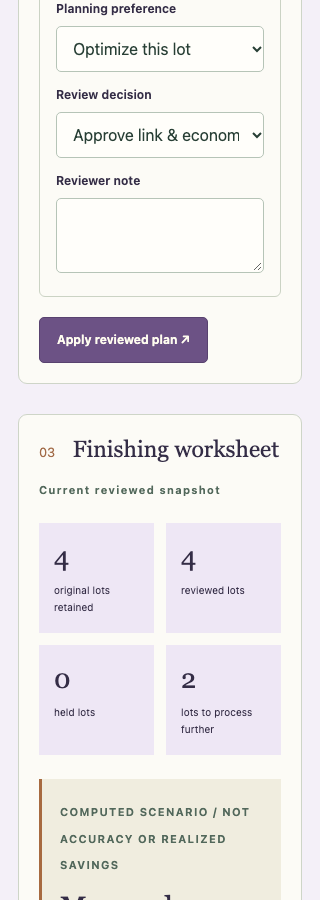 Planning preference
Optimize this lot
Review decision
Approve link & econom
Reviewer note
Apply reviewed plan ↗
03 Finishing worksheet
Current reviewed snapshot
4
original lots
retained
4
reviewed lots
0
held lots
2
lots to process
further
COMPUTED SCENARIO / NOT
ACCURACY OR REALIZED
SAVINGS